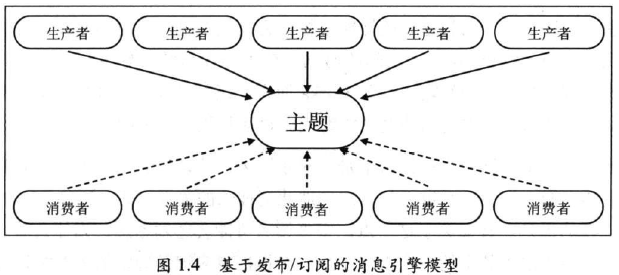 生产者 生产者 生产者 生产者 生产者
主题
消费者 消费者 消费者 消费者 消费者
图 1.4 基于发布/订阅的消息引擎模型